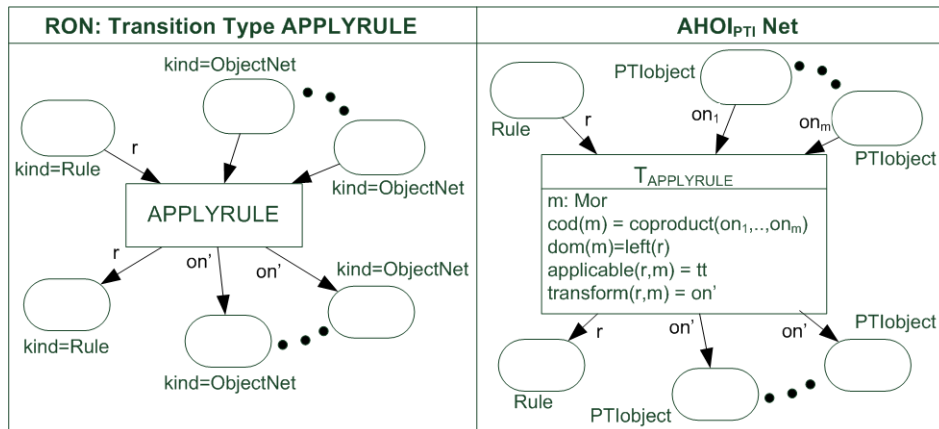 RON: Transition Type APPLYRULE
kind=ObjectNet
r
kind=Rule
kind=ObjectNet
APPLYRULE
r
on’
on’
kind=ObjectNet
kind=Rule
kind=ObjectNet
AHOIPTI Net
PTIobject
Rule
r
on1
onm
PTIobject
TAPPLYRULE
m: Mor
cod(m) = coproduct(on1,..,onm)
dom(m)=left(r)
applicable(r,m) = tt
transform(r,m) = on’
r
on’
on’
PTIobject
Rule
PTIobject